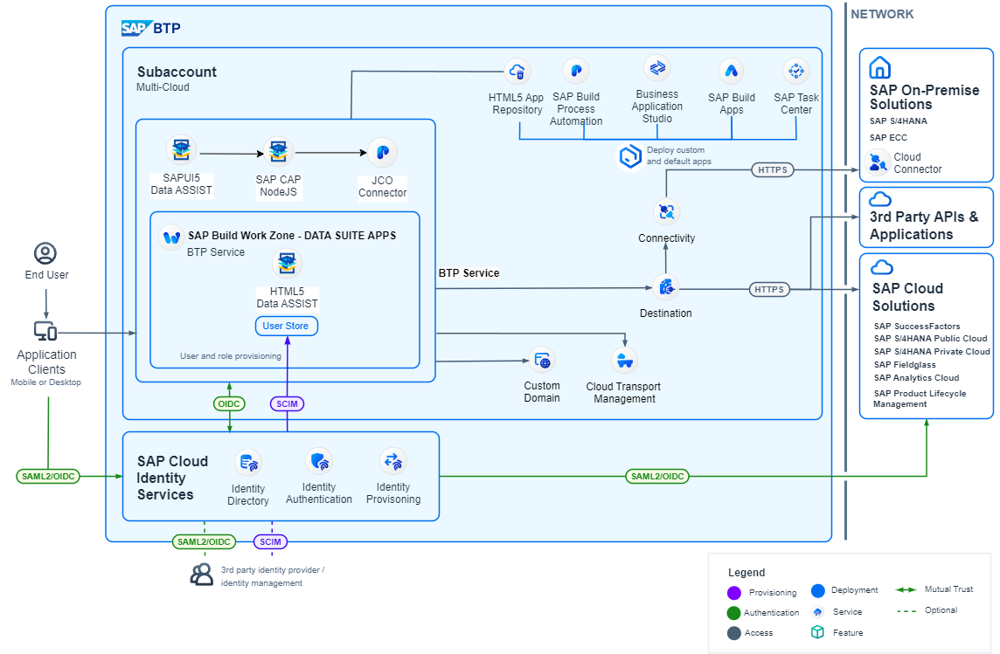 SAP BTP
NETWORK
Subaccount
Multi-Cloud
HTML5 App
Repository
SAP Build
Process
Automation
Business
Application
Studio
SAP Build
Apps
SAP Task
Center
Deploy custom
and default apps
SAPUI5
Data ASSIST
SAP CAP
NodeJS
JCO
Connector
SAP Build Work Zone - DATA SUITE APPS
BTP Service
HTML5
Data ASSIST
User Store
User and role provisioning
BTP Service
Connectivity
Destination
HTTPS
HTTPS
Custom
Domain
Cloud Transport
Management
SAP On-Premise
Solutions
SAP S/4HANA
SAP ECC
Cloud
Connector
3rd Party APIs &
Applications
SAP Cloud
Solutions
SAP SuccessFactors
SAP S/4HANA Public Cloud
SAP S/4HANA Private Cloud
SAP Fieldglass
SAP Analytics Cloud
SAP Product Lifecycle
Management
End User
Application
Clients
Mobile or Desktop
OIDC
SCIM
SAML2/OIDC
SAP Cloud
Identity
Services
Identity
Directory
Identity
Authentication
Identity
Provisoning
SAML2/OIDC
SAML2/OIDC
SCIM
3rd party identity provider /
identity management
Legend
Provisioning
Authentication
Access
Deployment
Service
Feature
Mutual Trust
Optional